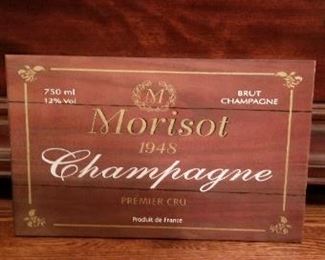 750 ml
12% Vol
BRUT
CHAMPAGNE
M
Morisot
1948
Champagne
PREMIER CRU
Produit de France